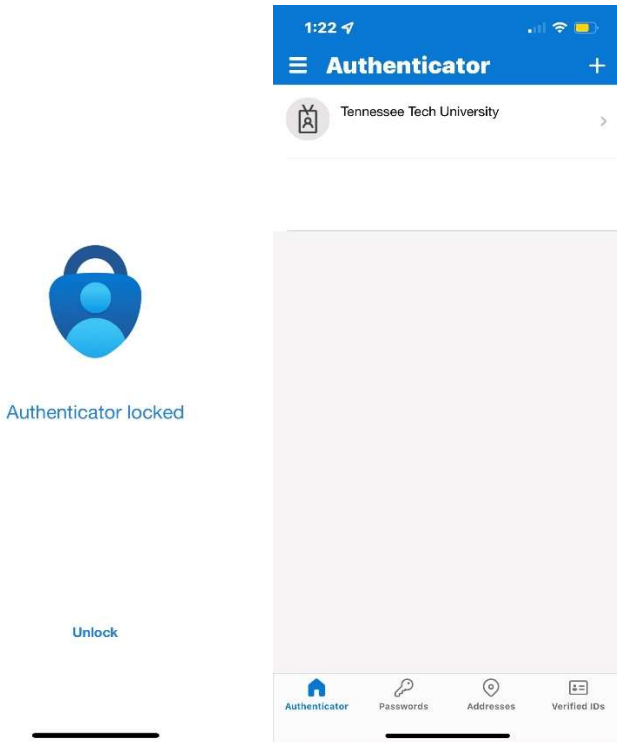 Authenticator locked
Unlock
1:22
Authenticator
Tennessee Tech University
Authenticator
Passwords
Addresses
Verified IDs